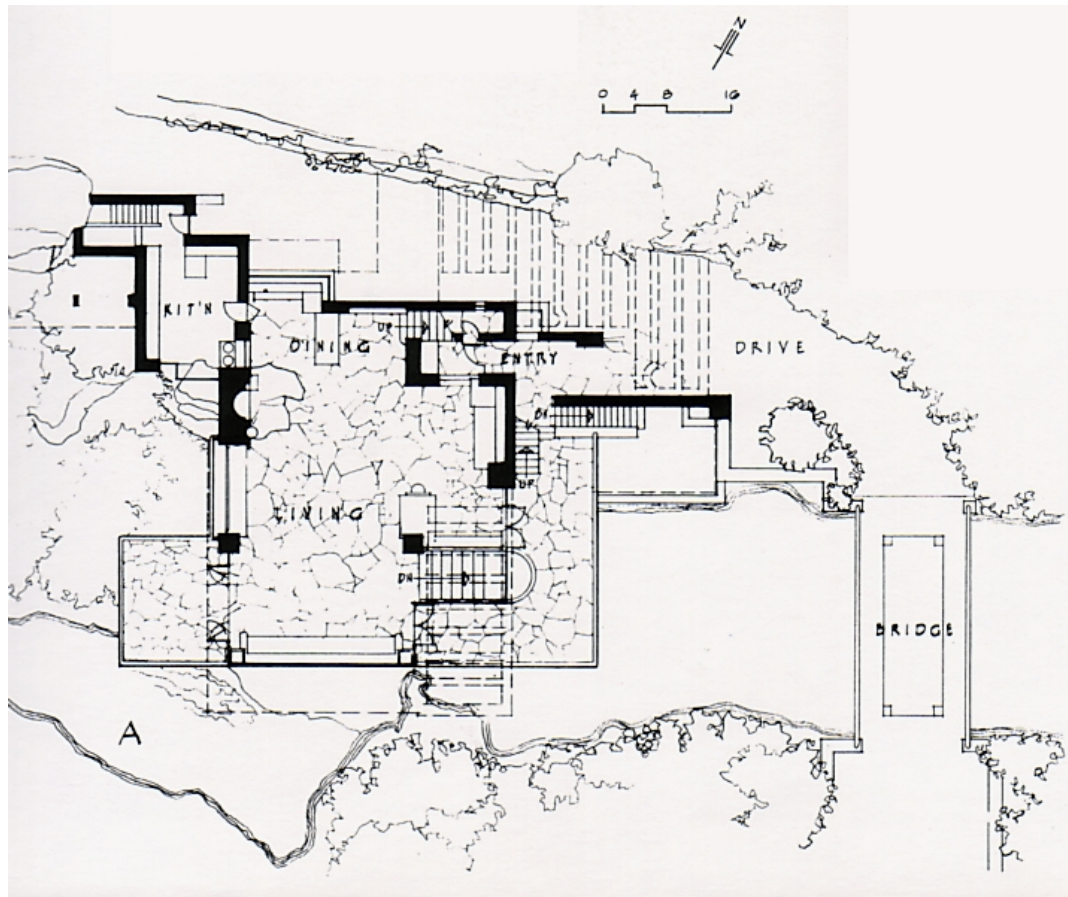 N
0 4 8 16
KIT'N
DINING
UP
ENTRY
DRIVE
DN
UP
LIVING
DN
BRIDGE
A